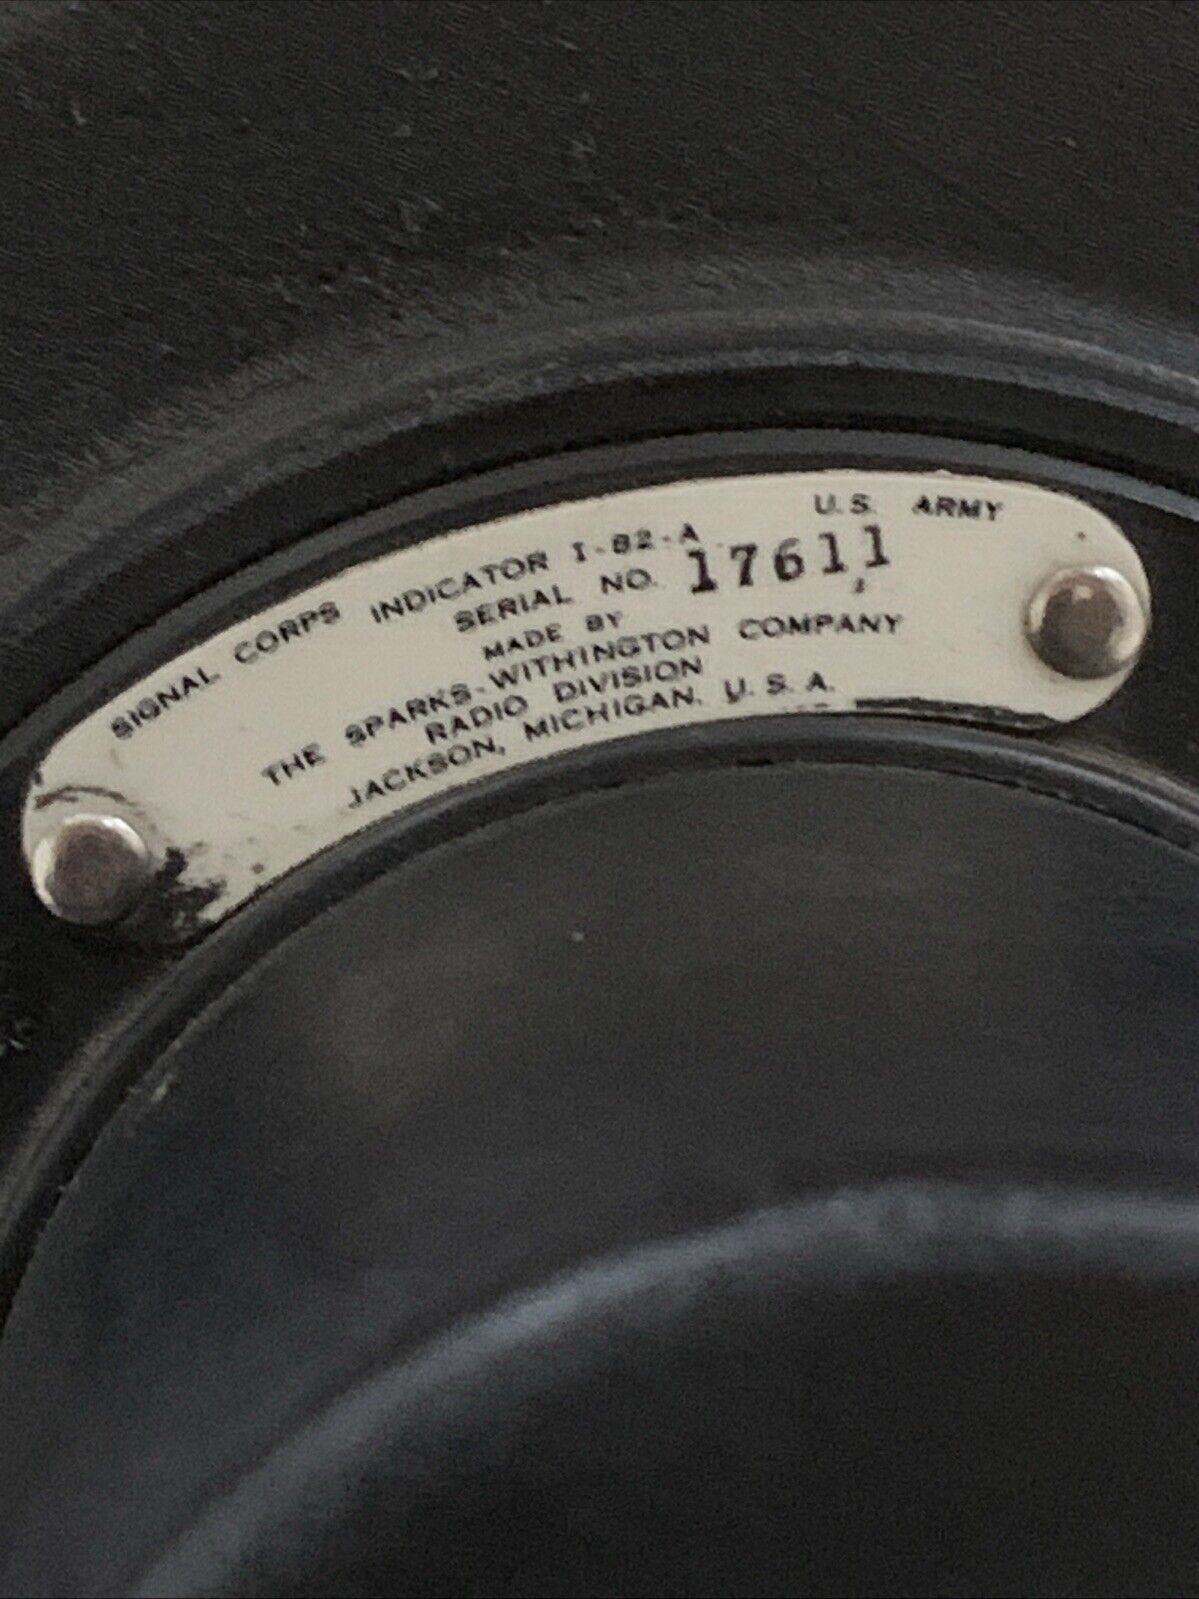 SIGNAL CORPS INDICATOR I-82-A U.S. ARMY
SERIAL NO. 17611
MADE BY
THE SPARKS-WITHINGTON COMPANY
RADIO DIVISION
JACKSON, MICHIGAN, U.S.A.